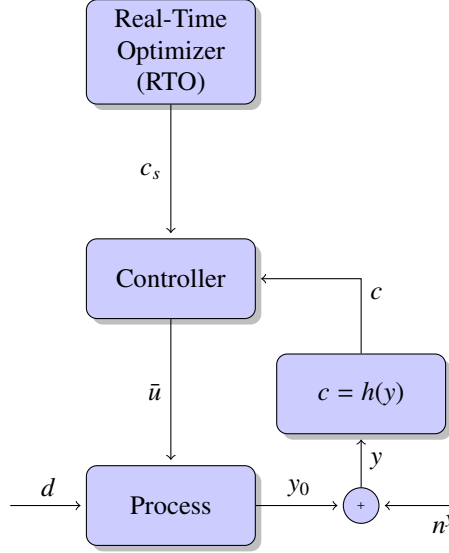 Real-Time
Optimizer
(RTO)
c_s
Controller
c
ū
c = h(y)
y
d
Process
y_0
+
n^y